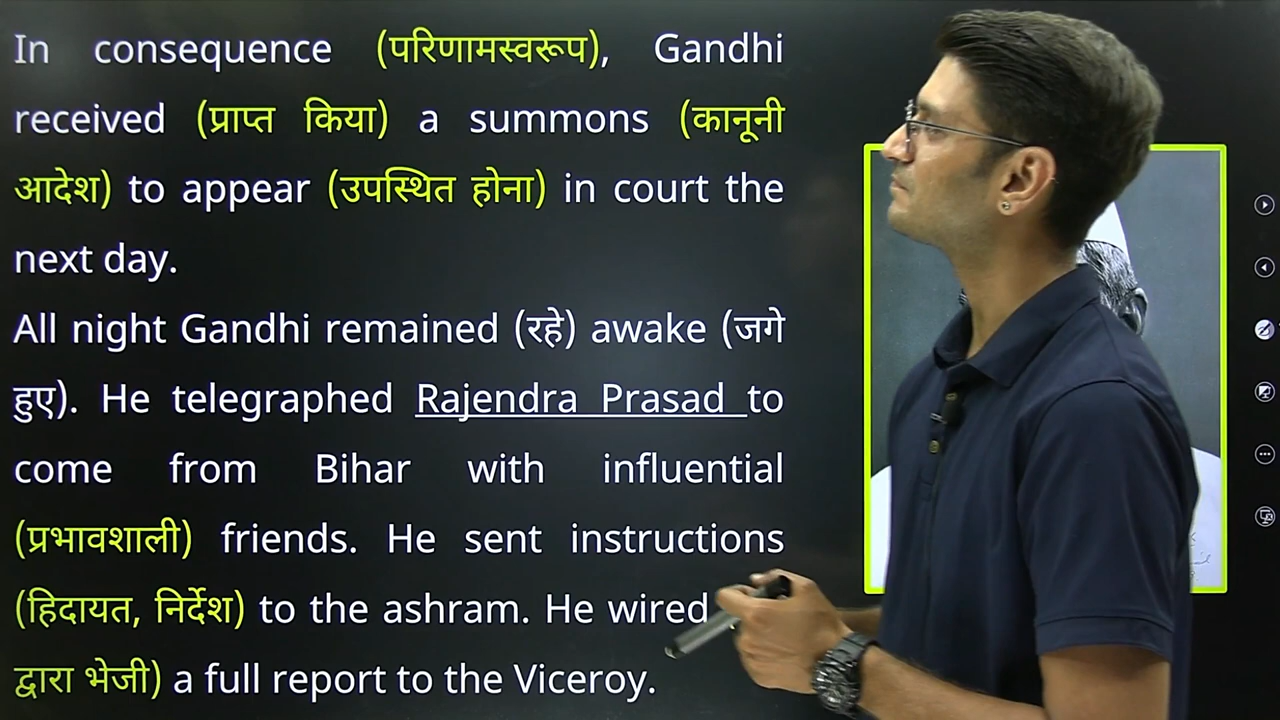 In consequence (परिणामस्वरूप), Gandhi
received (प्राप्त किया) a summons (कानूनी
आदेश) to appear (उपस्थित होना) in court the
next day.
All night Gandhi remained (रहे) awake (जगे
हुए). He telegraphed Rajendra Prasad to
come from Bihar with influential
(प्रभावशाली) friends. He sent instructions
(हिदायत, निर्देश) to the ashram. He wired
द्वारा भेजी) a full report to the Viceroy.